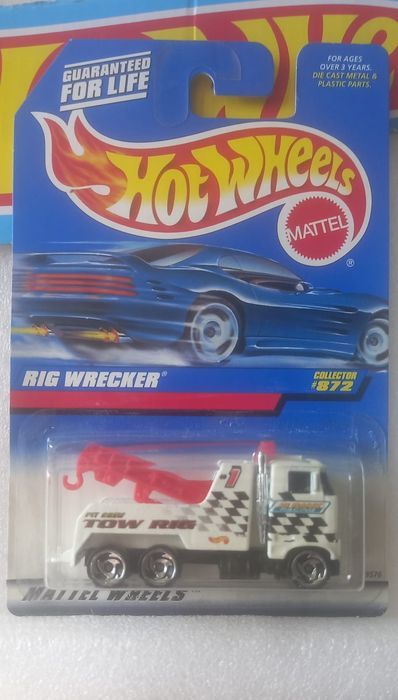 GUARANTEED
FOR LIFE
FOR AGES
OVER 3 YEARS.
DIE CAST METAL &
PLASTIC PARTS.
HOT WHEELS
MATTEL
®
RIG WRECKER®
COLLECTOR
#872
1
PIT CREW
TOW RIG
MATTEL WHEELS™